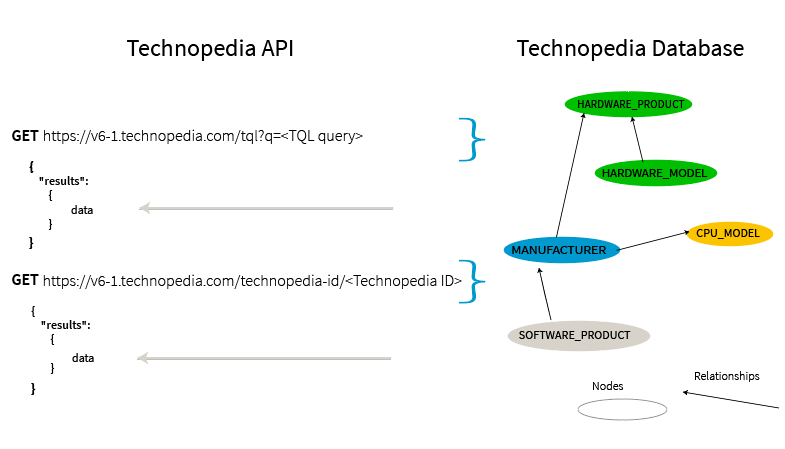 Technopedia API
GET https://v6-1.technopedia.com/tql?q=<TQL query>
{
"results":
{
data
}
}
GET https://v6-1.technopedia.com/technopedia-id/<Technopedia ID>
{
"results":
{
data
}
}
Technopedia Database
HARDWARE_PRODUCT
HARDWARE_MODEL
CPU_MODEL
MANUFACTURER
SOFTWARE_PRODUCT
Nodes
Relationships